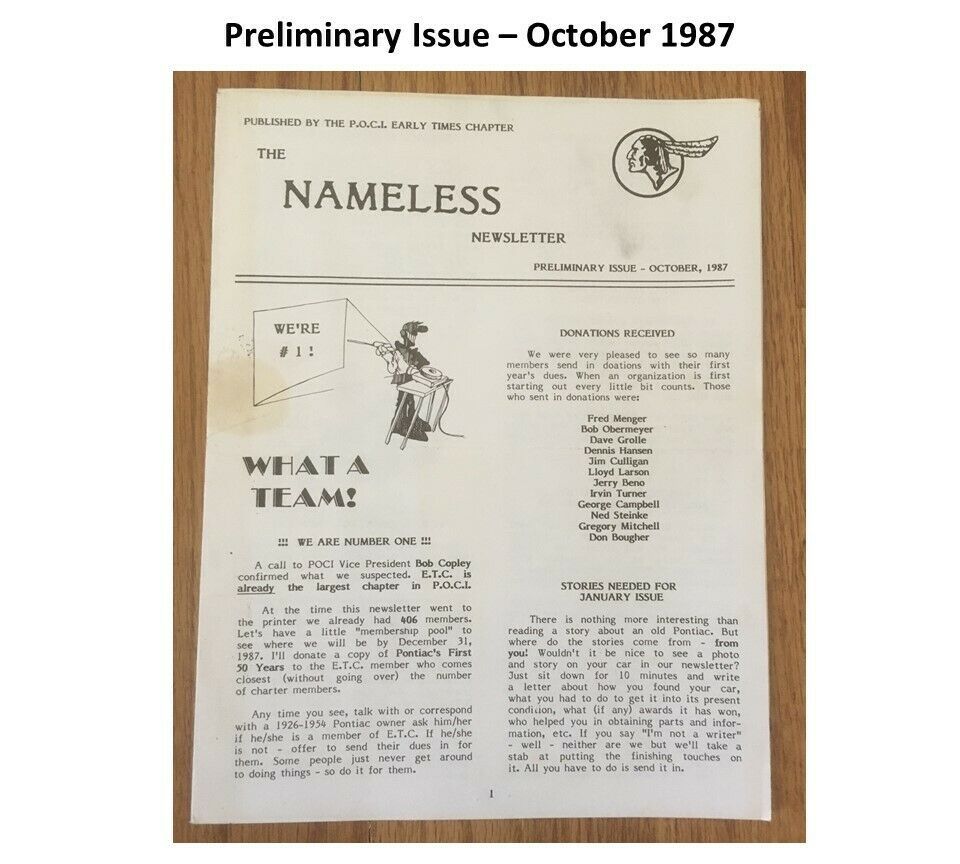 Preliminary Issue – October 1987
PUBLISHED BY THE P.O.C.I. EARLY TIMES CHAPTER
THE
NAMELESS
NEWSLETTER
PRELIMINARY ISSUE - OCTOBER, 1987
WE'RE
# 1 !
WHAT A
TEAM!
!!! WE ARE NUMBER ONE !!!
A call to POCI Vice President Bob Copley
confirmed what we suspected. E.T.C. is
already the largest chapter in P.O.C.I.
At the time this newsletter went to
the printer we already had 406 members.
Let's have a little "membership pool" to
see where we will be by December 31,
1987. I'll donate a copy of Pontiac's First
50 Years to the E.T.C. member who comes
closest (without going over) the number
of charter members.
Any time you see, talk with or correspond
with a 1926-1954 Pontiac owner ask him/her
if he/she is a member of E.T.C. If he/she
is not - offer to send their dues in for
them. Some people just never get around
to doing things - so do it for them.
DONATIONS RECEIVED
We were very pleased to see so many
members send in doations with their first
year's dues. When an organization is first
starting out every little bit counts. Those
who sent in donations were:
Fred Menger
Bob Obermeyer
Dave Grolle
Dennis Hansen
Jim Culligan
Lloyd Larson
Jerry Beno
Irvin Turner
George Campbell
Ned Steinke
Gregory Mitchell
Don Bougher
STORIES NEEDED FOR
JANUARY ISSUE
There is nothing more interesting than
reading a story about an old Pontiac. But
where do the stories come from - from
you! Wouldn't it be nice to see a photo
and story on your car in our newsletter?
Just sit down for 10 minutes and write
a letter about how you found your car,
what you had to do to get it into its present
condition, what (if any) awards it has won,
who helped you in obtaining parts and infor-
mation, etc. If you say "I'm not a writer"
- well - neither are we but we'll take a
stab at putting the finishing touches on
it. All you have to do is send it in.
1